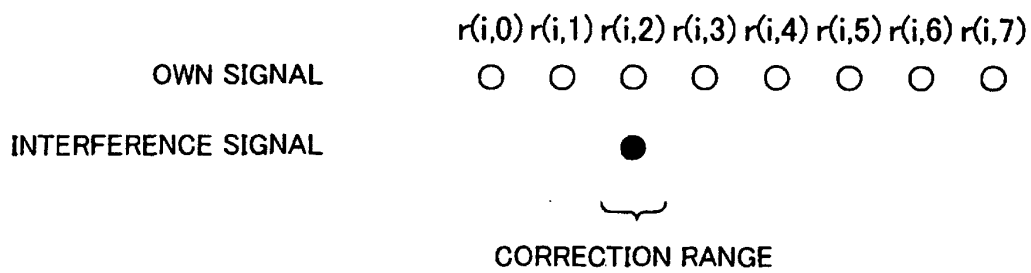 r(i,0) r(i,1) r(i,2) r(i,3) r(i,4) r(i,5) r(i,6) r(i,7)
OWN SIGNAL
INTERFERENCE SIGNAL
CORRECTION RANGE